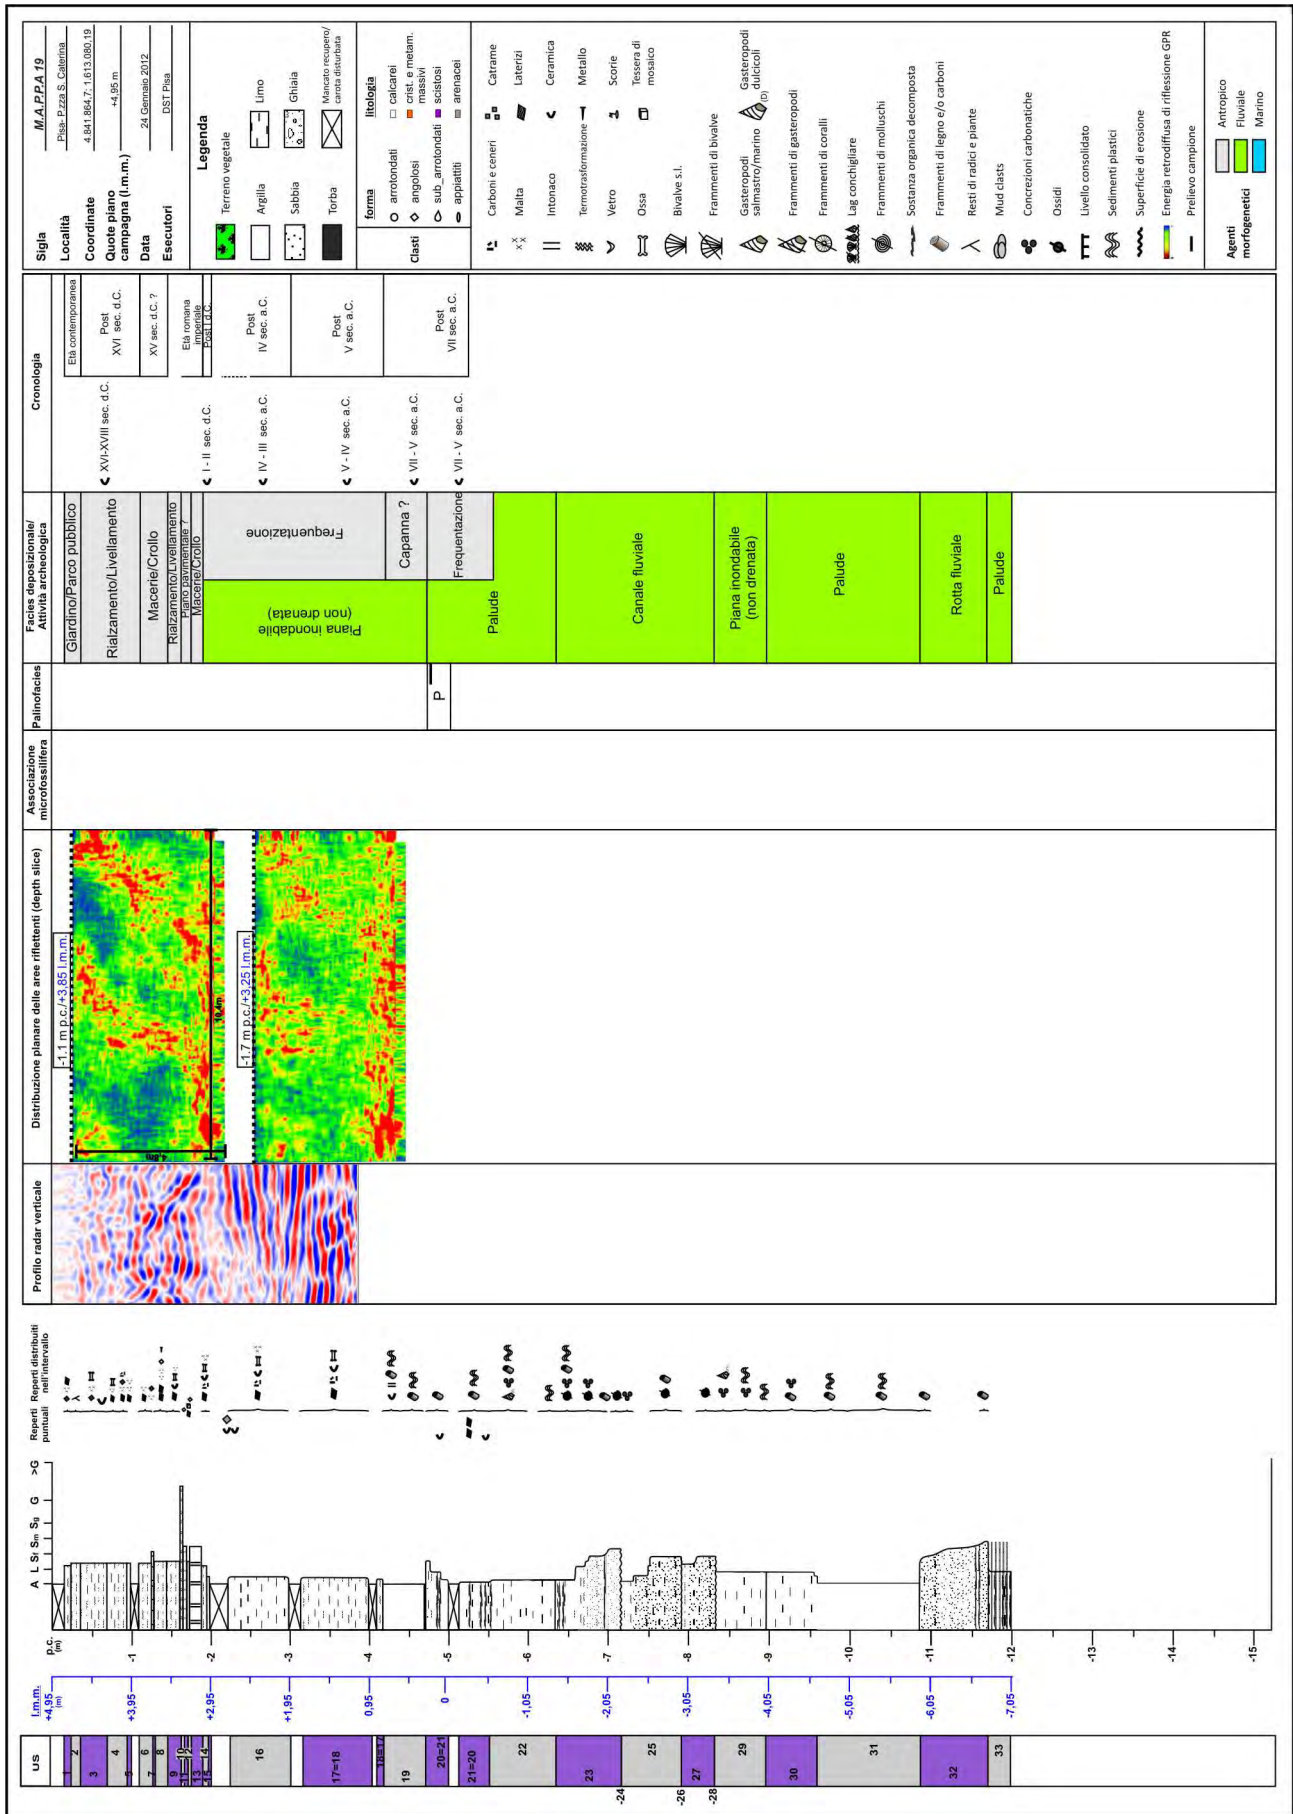 Sigla M.A.P.P.A 19
Località Pisa- P.zza S. Caterina
Coordinate 4.841.864,7; 1.613.080,19
Quote piano
campagna (l.m.m.) +4,95 m
Data 24 Gennaio 2012
Esecutori DST Pisa
Legenda
Terreno vegetale
Argilla Limo
Sabbia Ghiaia
Torba Mancato recupero/
carota disturbata
forma litologia
Clasti
arrotondati calcarei
angolosi crist. e metam.
massivi
sub_arrotondati scistosi
appiattiti arenacei
Carboni e ceneri Catrame
Malta Laterizi
Intonaco Ceramica
Termotrasformazione Metallo
Vetro Scorie
Ossa Tessera di
mosaico
Bivalve s.l.
Frammenti di bivalve
Gasteropodi
salmastro/marino
Gasteropodi
dulcicoli
(D)
Frammenti di gasteropodi
Frammenti di coralli
Lag conchigliare
Frammenti di molluschi
Sostanza organica decomposta
Frammenti di legno e/o carboni
Resti di radici e piante
Mud clasts
Concrezioni carbonatiche
Ossidi
Livello consolidato
Sedimenti plastici
Superficie di erosione
Energia retrodiffusa di riflessione GPR
Prelievo campione
Agenti
morfogenetici
Antropico
Fluviale
Marino
Cronologia
Età contemporanea
Post
XVI sec. d.C.
XV sec. d.C. ?
Età romana
imperiale
Post I d.C.
Post
IV sec. a.C.
Post
V sec. a.C.
Post
VII sec. a.C.
XVI-XVIII sec. d.C.
I - II sec. d.C.
IV - III sec. a.C.
V - IV sec. a.C.
VII - V sec. a.C.
VII - V sec. a.C.
Facies deposizionale/
Attività archeologica
Giardino/Parco pubblico
Rialzamento/Livellamento
Macerie/Crollo
Rialzamento/Livellamento
Piano pavimentale ?
Macerie/Crollo
Frequentazione
Capanna ?
Frequentazione
Piana inondabile
(non drenata)
Palude
Canale fluviale
Piana inondabile
(non drenata)
Palude
Rotta fluviale
Palude
Palinofacies
P
Associazione
microfossilifera
Distribuzione planare delle aree riflettenti (depth slice)
-1.1 m p.c./+3,85 l.m.m.
10,4m
4,8m
-1.7 m p.c./+3,25 l.m.m.
Profilo radar verticale
Reperti
puntuali
Reperti distribuiti
nell'intervallo
A L Sf Sm Sg G >G
p.c.
(m)
-1
-2
-3
-4
-5
-6
-7
-8
-9
-10
-11
-12
-13
-14
-15
l.m.m.
+4,95
(m)
+3,95
+2,95
+1,95
0,95
0
-1,05
-2,05
-3,05
-4,05
-5,05
-6,05
-7,05
US
1
2
3
4
5
6
7
8
9
10
11
12
13
14
15
16
17=18
18=17
19
20=21
21=20
22
23
-24
25
-26
27
-28
29
30
31
32
33